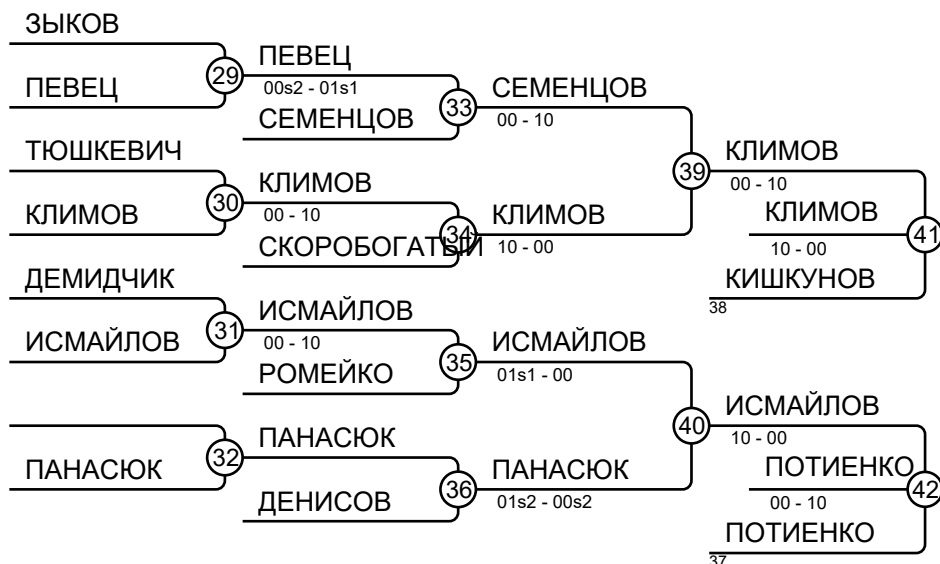 ЗЫКОВ
29
ПЕВЕЦ
ПЕВЕЦ
00s2 - 01s1
33
СЕМЕНЦОВ
СЕМЕНЦОВ
00 - 10
ТЮШКЕВИЧ
30
КЛИМОВ
КЛИМОВ
00 - 10
34
СКОРОБОГАТЫЙ
КЛИМОВ
10 - 00
39
КЛИМОВ
00 - 10
КЛИМОВ
10 - 00
41
КИШКУНОВ
38
ДЕМИДЧИК
31
ИСМАЙЛОВ
ИСМАЙЛОВ
00 - 10
35
РОМЕЙКО
ИСМАЙЛОВ
01s1 - 00
32
ПАНАСЮК
ПАНАСЮК
36
ДЕНИСОВ
ПАНАСЮК
01s2 - 00s2
40
ИСМАЙЛОВ
10 - 00
ПОТИЕНКО
00 - 10
42
ПОТИЕНКО
37